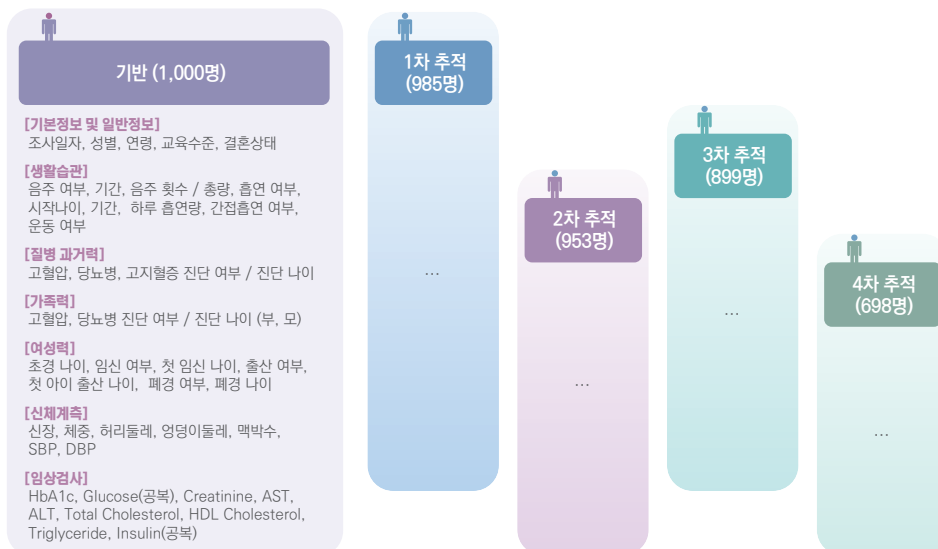 기반 (1,000명)
[기본정보 및 일반정보]
조사일자, 성별, 연령, 교육수준, 결혼상태
[생활습관]
음주 여부, 기간, 음주 횟수 / 총량, 흡연 여부,
시작나이, 기간, 하루 흡연량, 간접흡연 여부,
운동 여부
[질병 과거력]
고혈압, 당뇨병, 고지혈증 진단 여부 / 진단 나이
[가족력]
고혈압, 당뇨병 진단 여부 / 진단 나이 (부, 모)
[여성력]
초경 나이, 임신 여부, 첫 임신 나이, 출산 여부,
첫 아이 출산 나이, 폐경 여부, 폐경 나이
[신체계측]
신장, 체중, 허리둘레, 엉덩이둘레, 맥박수,
SBP, DBP
[임상검사]
HbA1c, Glucose(공복), Creatinine, AST,
ALT, Total Cholesterol, HDL Cholesterol,
Triglyceride, Insulin(공복)
1차 추적
(985명)
...
2차 추적
(953명)
...
3차 추적
(899명)
...
4차 추적
(698명)
...